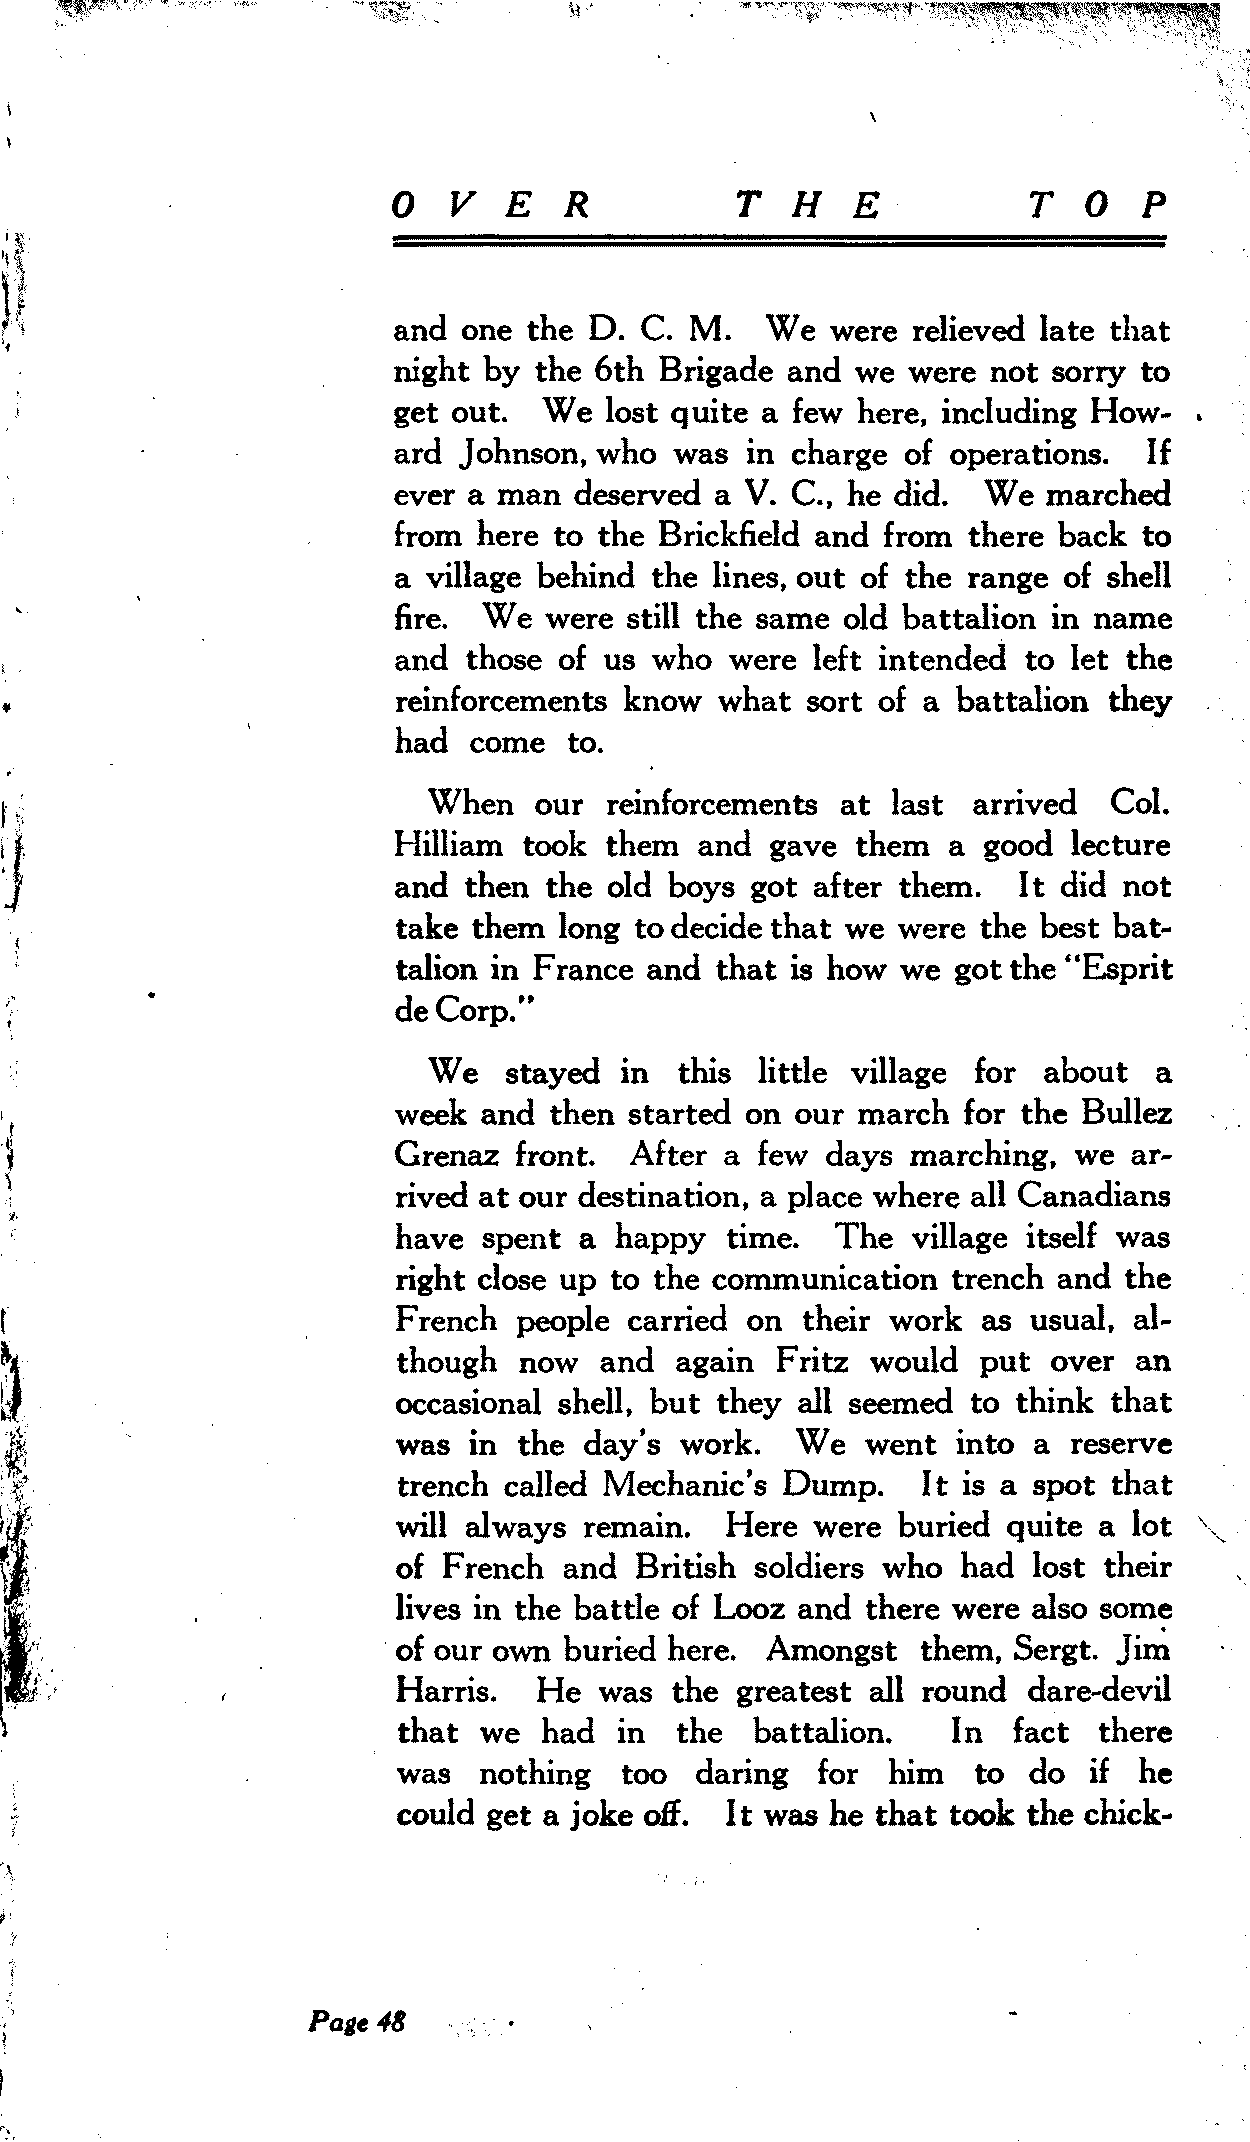 OVER THE TOP
and one the D. C. M. We were relieved late that
night by the 6th Brigade and we were not sorry to
get out. We lost quite a few here, including How-
ard Johnson, who was in charge of operations. If
ever a man deserved a V. C., he did. We marched
from here to the Brickfield and from there back to
a village behind the lines, out of the range of shell
fire. We were still the same old battalion in name
and those of us who were left intended to let the
reinforcements know what sort of a battalion they
had come to.
When our reinforcements at last arrived Col.
Hilliam took them and gave them a good lecture
and then the old boys got after them. It did not
take them long to decide that we were the best bat-
talion in France and that is how we got the "Esprit
de Corp."
We stayed in this little village for about a
week and then started on our march for the Bullez
Grenaz front. After a few days marching, we ar-
rived at our destination, a place where all Canadians
have spent a happy time. The village itself was
right close up to the communication trench and the
French people carried on their work as usual, al-
though now and again Fritz would put over an
occasional shell, but they all seemed to think that
was in the day's work. We went into a reserve
trench called Mechanic's Dump. It is a spot that
will always remain. Here were buried quite a lot
of French and British soldiers who had lost their
lives in the battle of Looz and there were also some
of our own buried here. Amongst them, Sergt. Jim
Harris. He was the greatest all round dare-devil
that we had in the battalion. In fact there
was nothing too daring for him to do if he
could get a joke off. It was he that took the chick-
Page 48